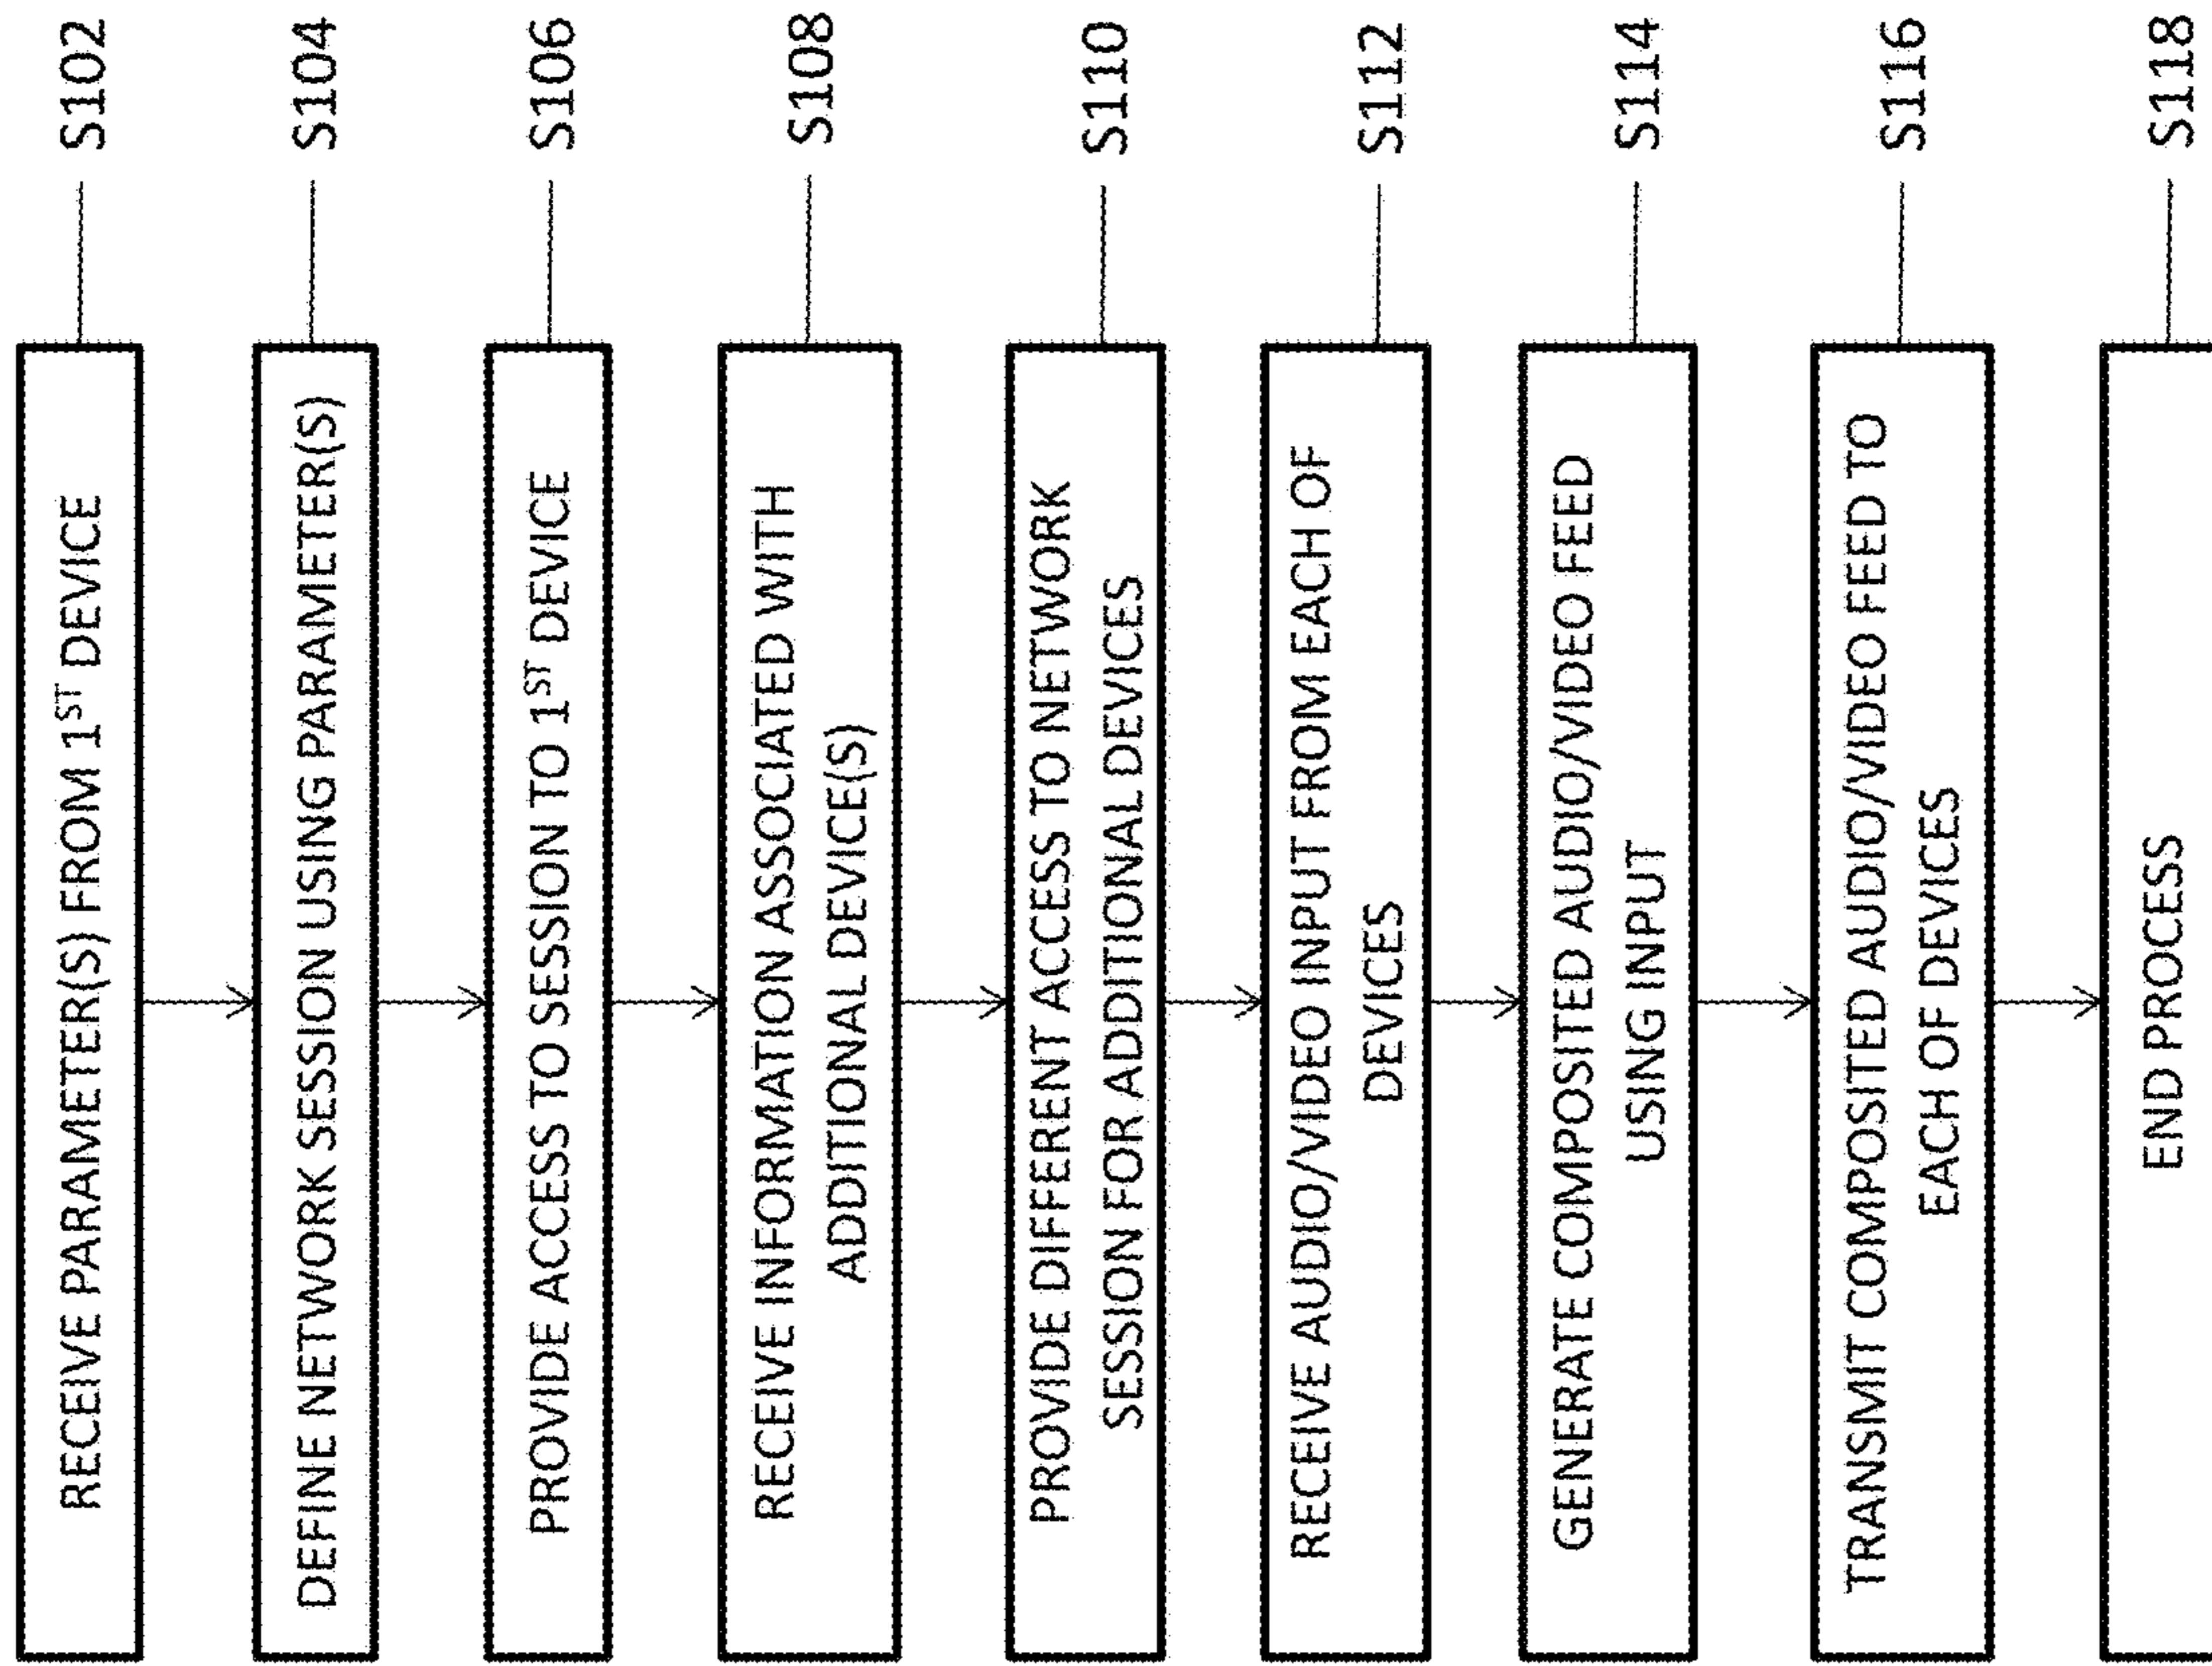 RECEIVE PARAMETER(S) FROM 1ST DEVICE
S102
DEFINE NETWORK SESSION USING PARAMETER(S)
S104
PROVIDE ACCESS TO SESSION TO 1ST DEVICE
S106
RECEIVE INFORMATION ASSOCIATED WITH
ADDITIONAL DEVICE(S)
S108
PROVIDE DIFFERENT ACCESS TO NETWORK
SESSION FOR ADDITIONAL DEVICES
S110
RECEIVE AUDIO/VIDEO INPUT FROM EACH OF
DEVICES
S112
GENERATE COMPOSITED AUDIO/VIDEO FEED
USING INPUT
S114
TRANSMIT COMPOSITED AUDIO/VIDEO FEED TO
EACH OF DEVICES
S116
END PROCESS
S118